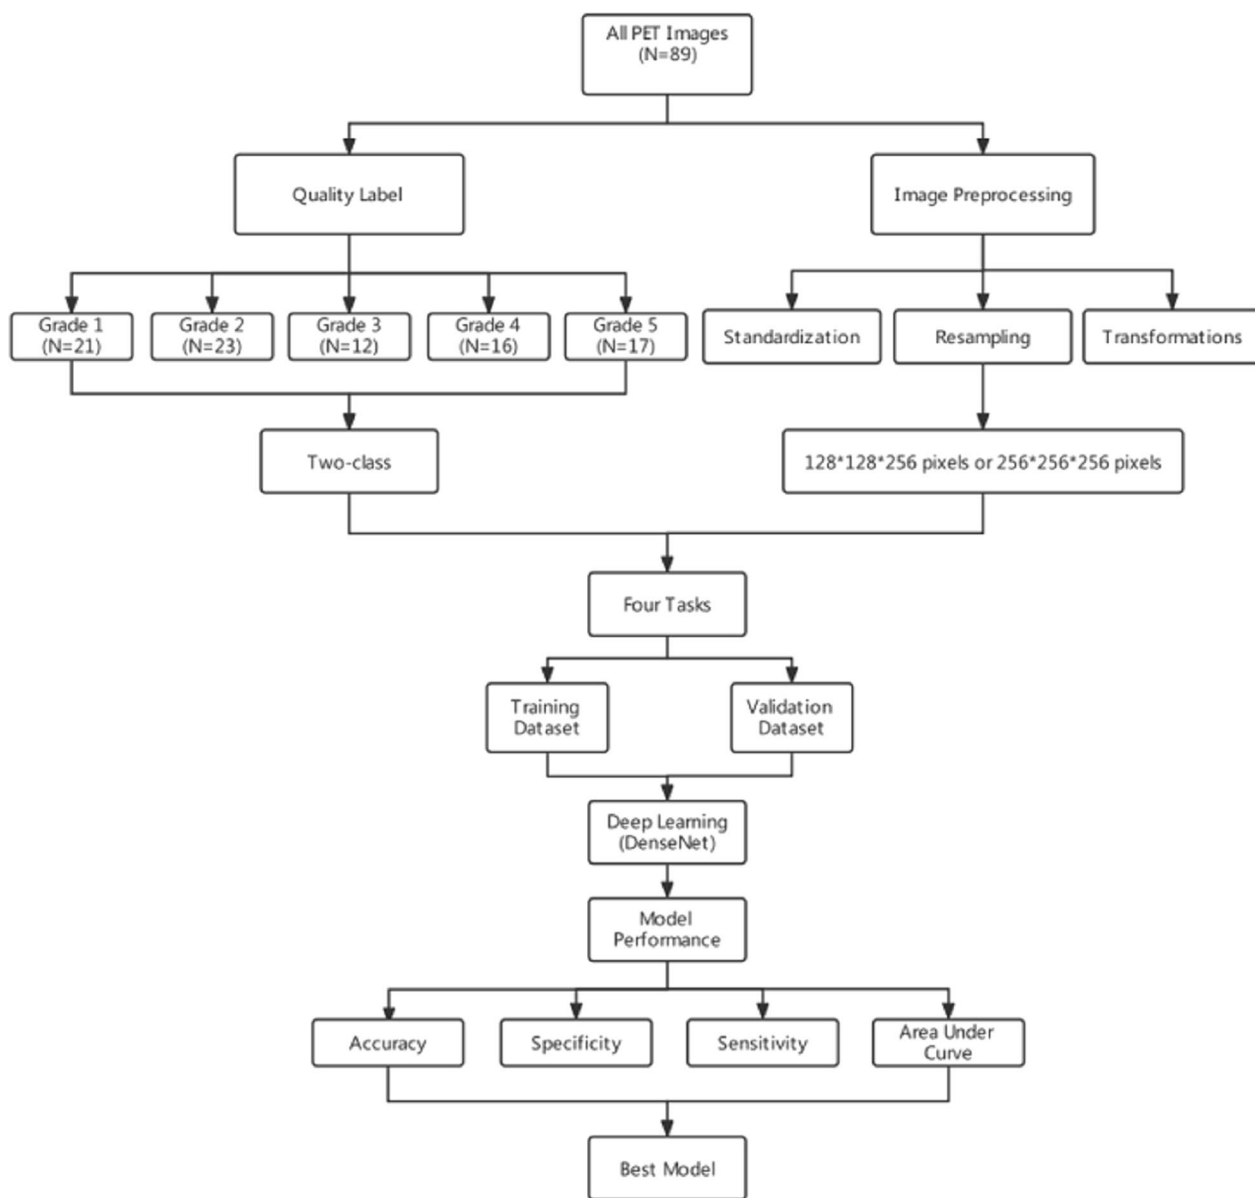 All PET Images
(N=89)
Quality Label
Image Preprocessing
Grade 1
(N=21)
Grade 2
(N=23)
Grade 3
(N=12)
Grade 4
(N=16)
Grade 5
(N=17)
Standardization
Resampling
Transformations
Two-class
128*128*256 pixels or 256*256*256 pixels
Four Tasks
Training
Dataset
Validation
Dataset
Deep Learning
(DenseNet)
Model
Performance
Accuracy
Specificity
Sensitivity
Area Under
Curve
Best Model